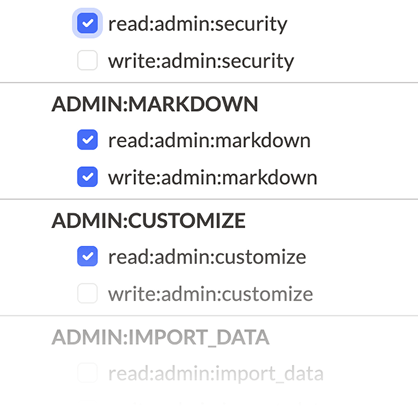 read:admin:security
write:admin:security
ADMIN:MARKDOWN
read:admin:markdown
write:admin:markdown
ADMIN:CUSTOMIZE
read:admin:customize
write:admin:customize
ADMIN:IMPORT_DATA
read:admin:import_data